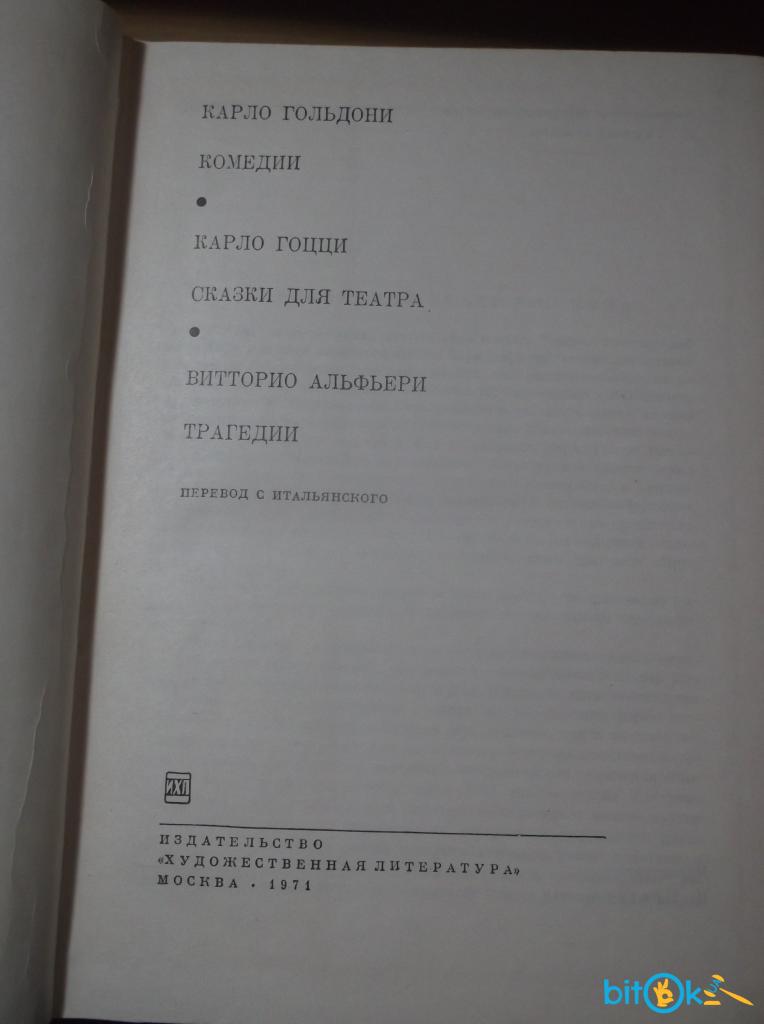 КАРЛО ГОЛЬДОНИ
КОМЕДИИ
•
КАРЛО ГОЦЦИ
СКАЗКИ ДЛЯ ТЕАТРА
•
ВИТТОРИО АЛЬФЬЕРИ
ТРАГЕДИИ
ПЕРЕВОД С ИТАЛЬЯНСКОГО
ИХЛ
ИЗДАТЕЛЬСТВО
«ХУДОЖЕСТВЕННАЯ ЛИТЕРАТУРА»
МОСКВА • 1971
bitok UA